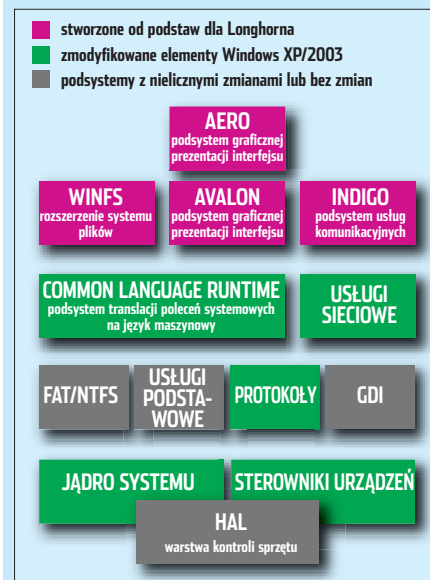 stworzone od podstaw dla Longhorna
zmodyfikowane elementy Windows XP/2003
podsystemy z nielicznymi zmianami lub bez zmian
AERO
podsystem graficznej
prezentacji interfejsu
WINFS
rozszerzenie systemu
plików
AVALON
podsystem graficznej
prezentacji interfejsu
INDIGO
podsystem usług
komunikacyjnych
COMMON LANGUAGE RUNTIME
podsystem translacji poleceń systemowych
na język maszynowy
USŁUGI
SIECIOWE
FAT/NTFS
USŁUGI
PODSTA-
WOWE
PROTOKOŁY
GDI
JĄDRO SYSTEMU
STEROWNIKI URZĄDZEŃ
HAL
warstwa kontroli sprzętu